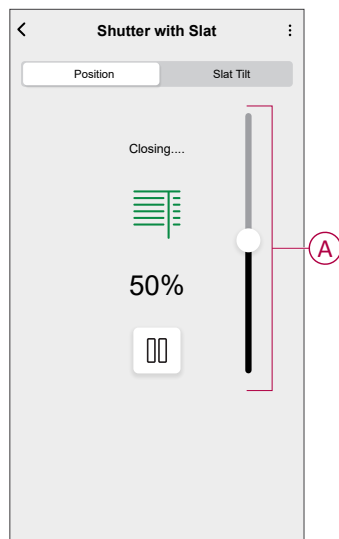 Shutter with Slat
Position
Slat Tilt
Closing....
A
50%